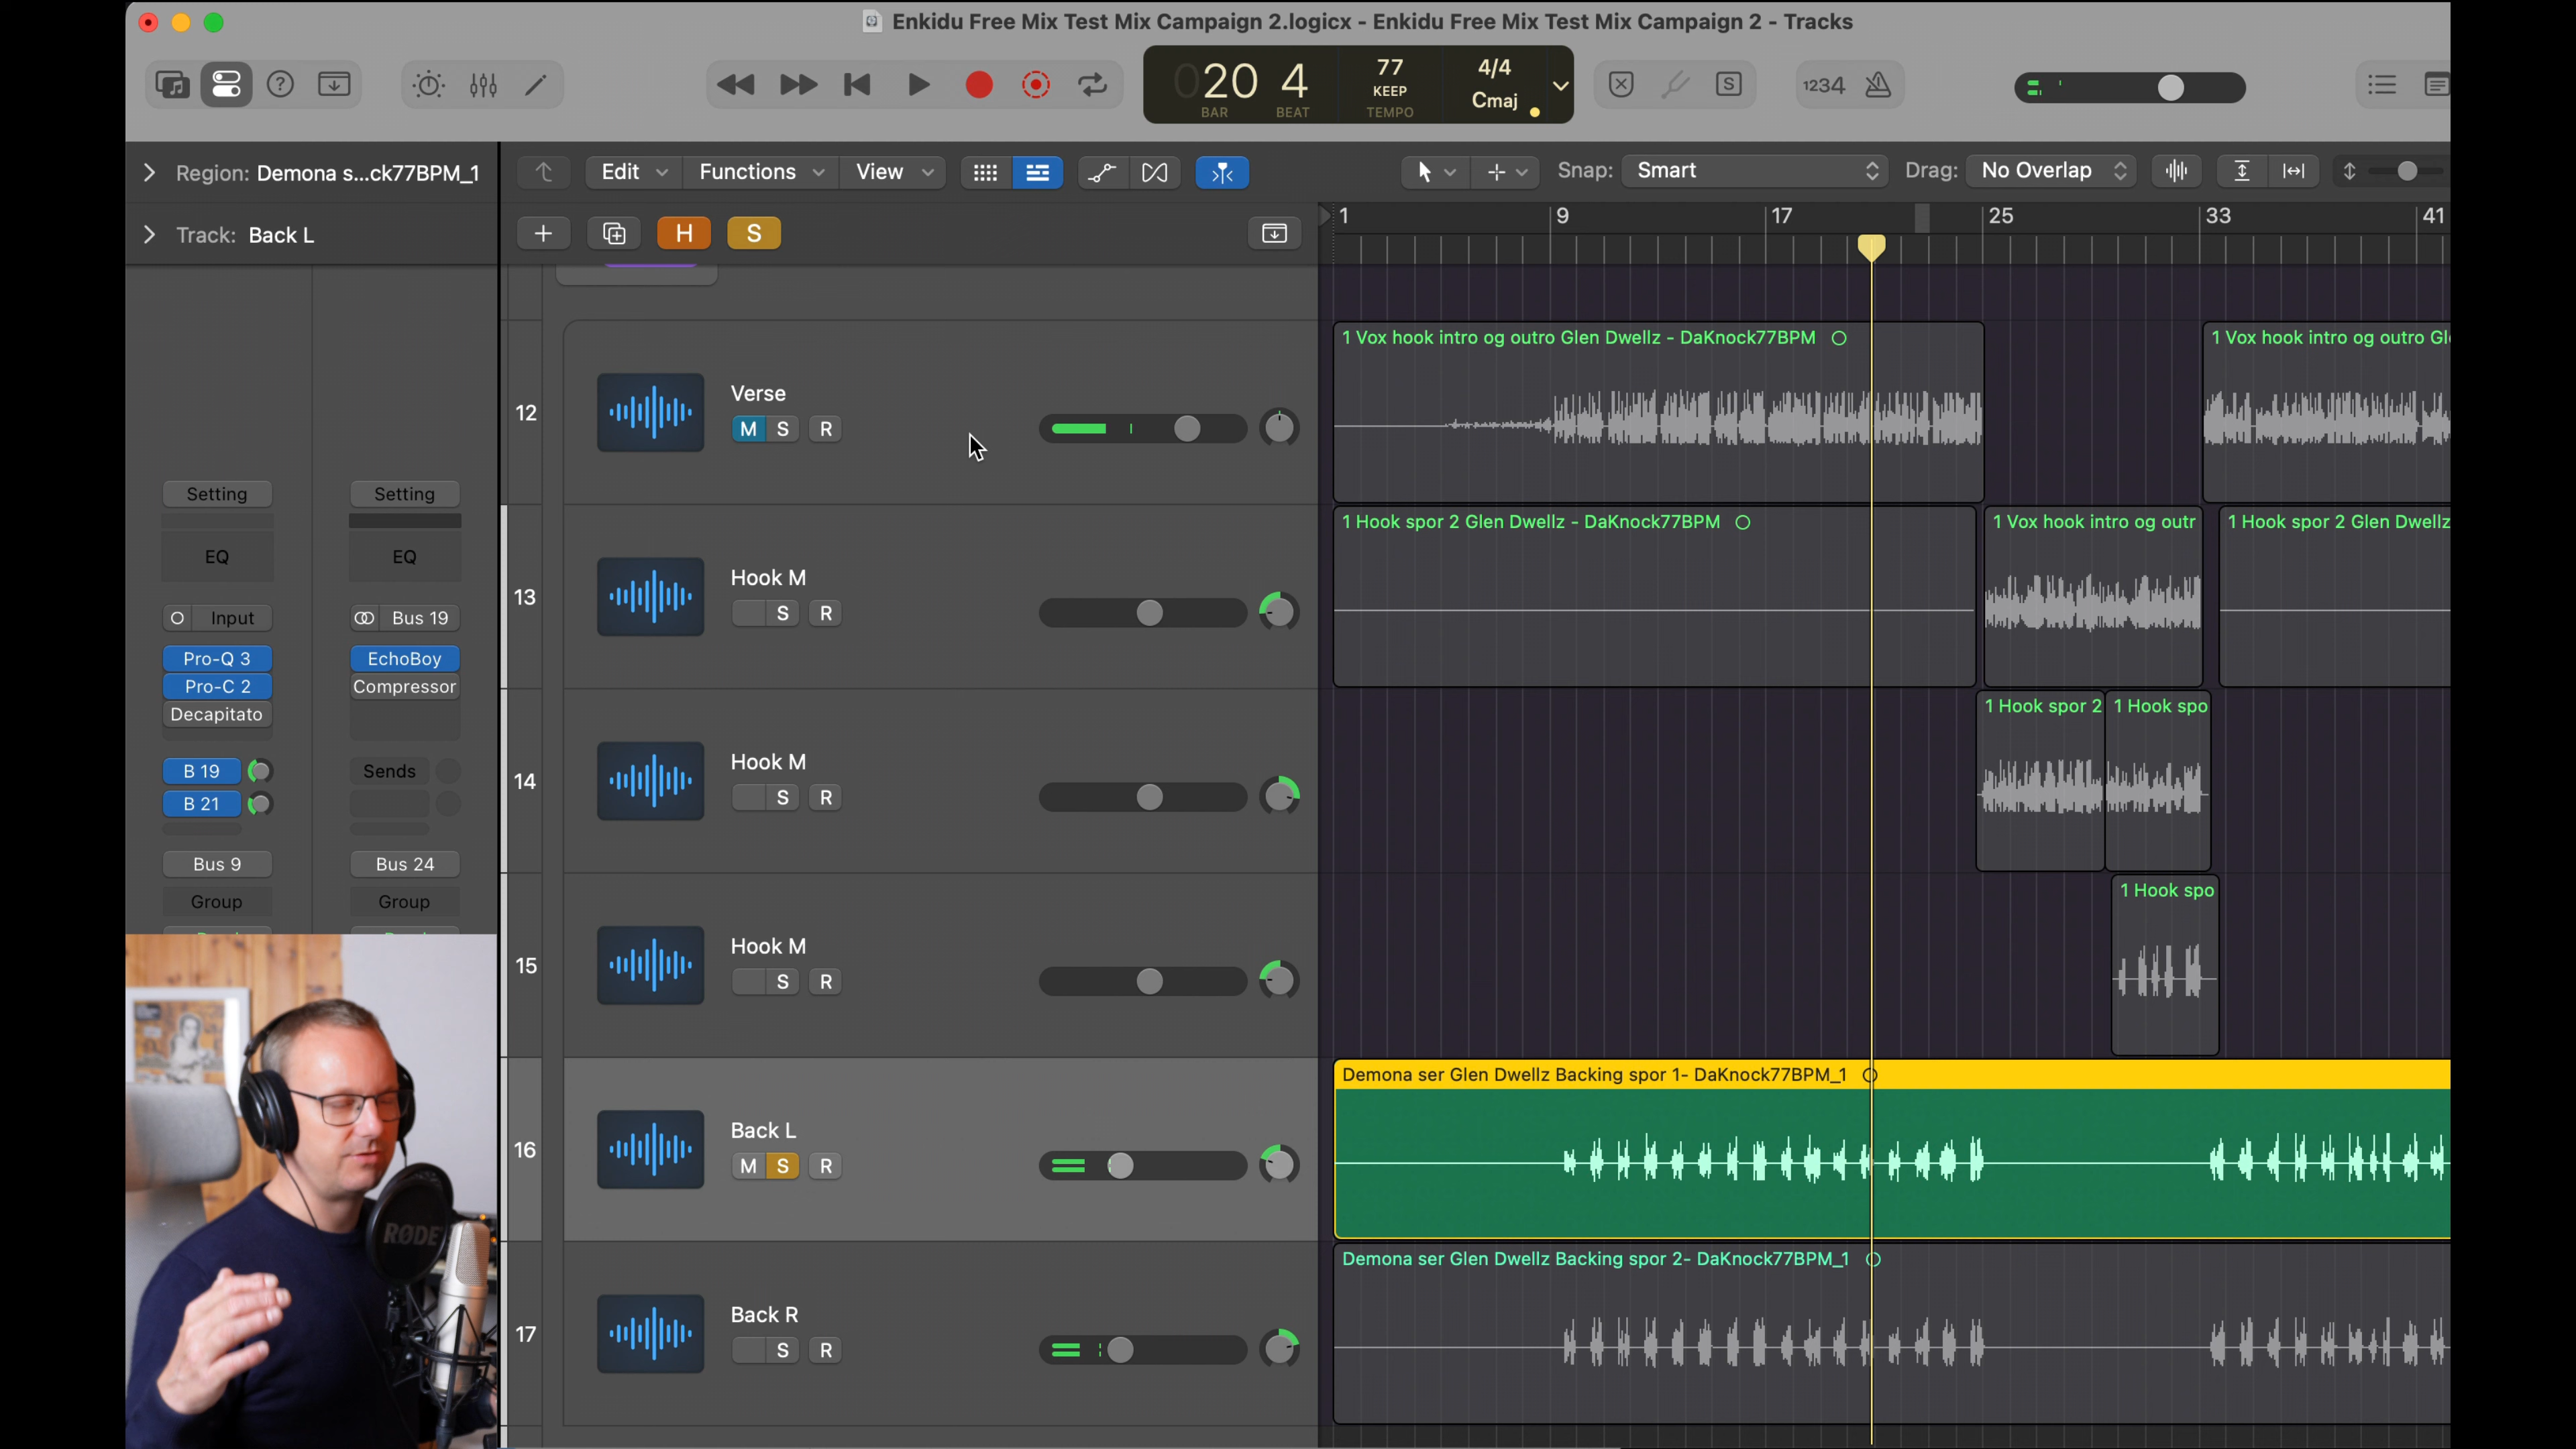 Enkidu Free Mix Test Mix Campaign 2.logicx - Enkidu Free Mix Test Mix Campaign 2 - Tracks
020 4 77 4/4
KEEP Cmaj
BAR BEAT TEMPO
S
1234
Region: Demona s...ck77BPM_1
Edit Functions View
Snap: Smart Drag: No Overlap
Track: Back L
H S
1 9 17 25 33 41
1 Vox hook intro og outro Glen Dwellz - DaKnock77BPM
1 Vox hook intro og outro
12
Verse
M S R
1 Hook spor 2 Glen Dwellz - DaKnock77BPM
1 Vox hook intro og outr
1 Hook spor 2 Glen Dwellz
13
Hook M
S R
1 Hook spor 2
1 Hook spo
14
Hook M
S R
1 Hook spo
15
Hook M
S R
Demona ser Glen Dwellz Backing spor 1- DaKnock77BPM_1
16
Back L
M S R
Demona ser Glen Dwellz Backing spor 2- DaKnock77BPM_1
17
Back R
S R
Setting Setting
EQ EQ
Input Bus 19
Pro-Q 3 EchoBoy
Pro-C 2 Compressor
Decapitato
B 19 Sends
B 21
Bus 9 Bus 24
Group Group
RØDE